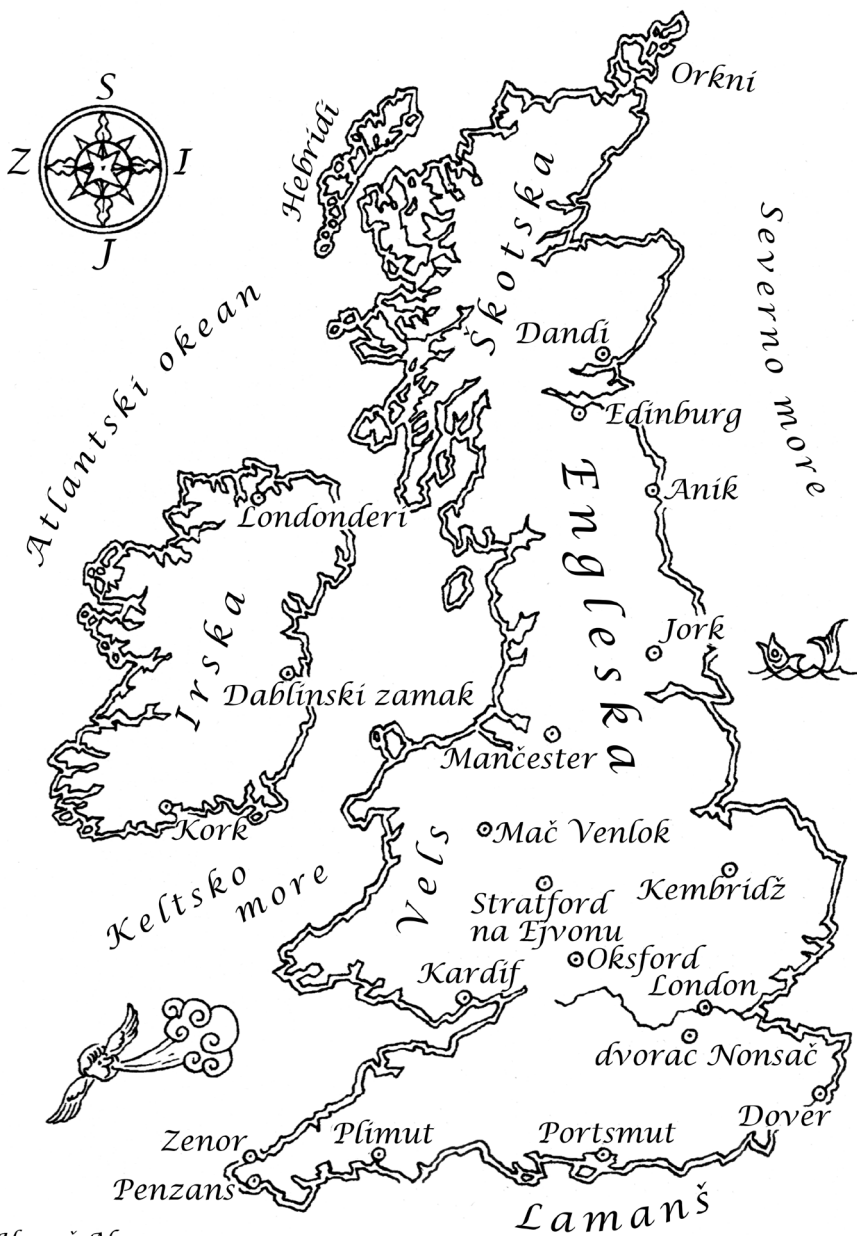 Orkni
S
Z
I
J
Hebridi
Škotska
Severno more
Atlantski okean
Dandi
Edinburg
Engleska
Anik
Londonderi
Irska
Jork
Dablinski zamak
Mančester
Kork
Vels
Mač Venlok
Keltsko
more
Kembridž
Stratford
na Ejvonu
Oksford
Kardif
London
dvorac Nonsač
Dover
Zenor
Plimut
Portsmut
Penzans
Lamanš